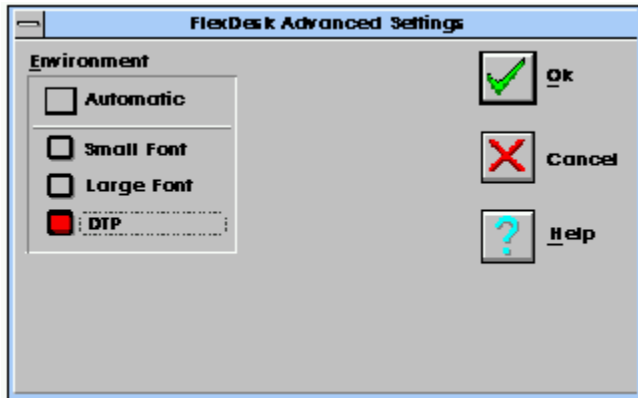 FlexDesk Advanced Settings
Environment
Automatic
Small Font
Large Font
DTP
Ok
Cancel
Help